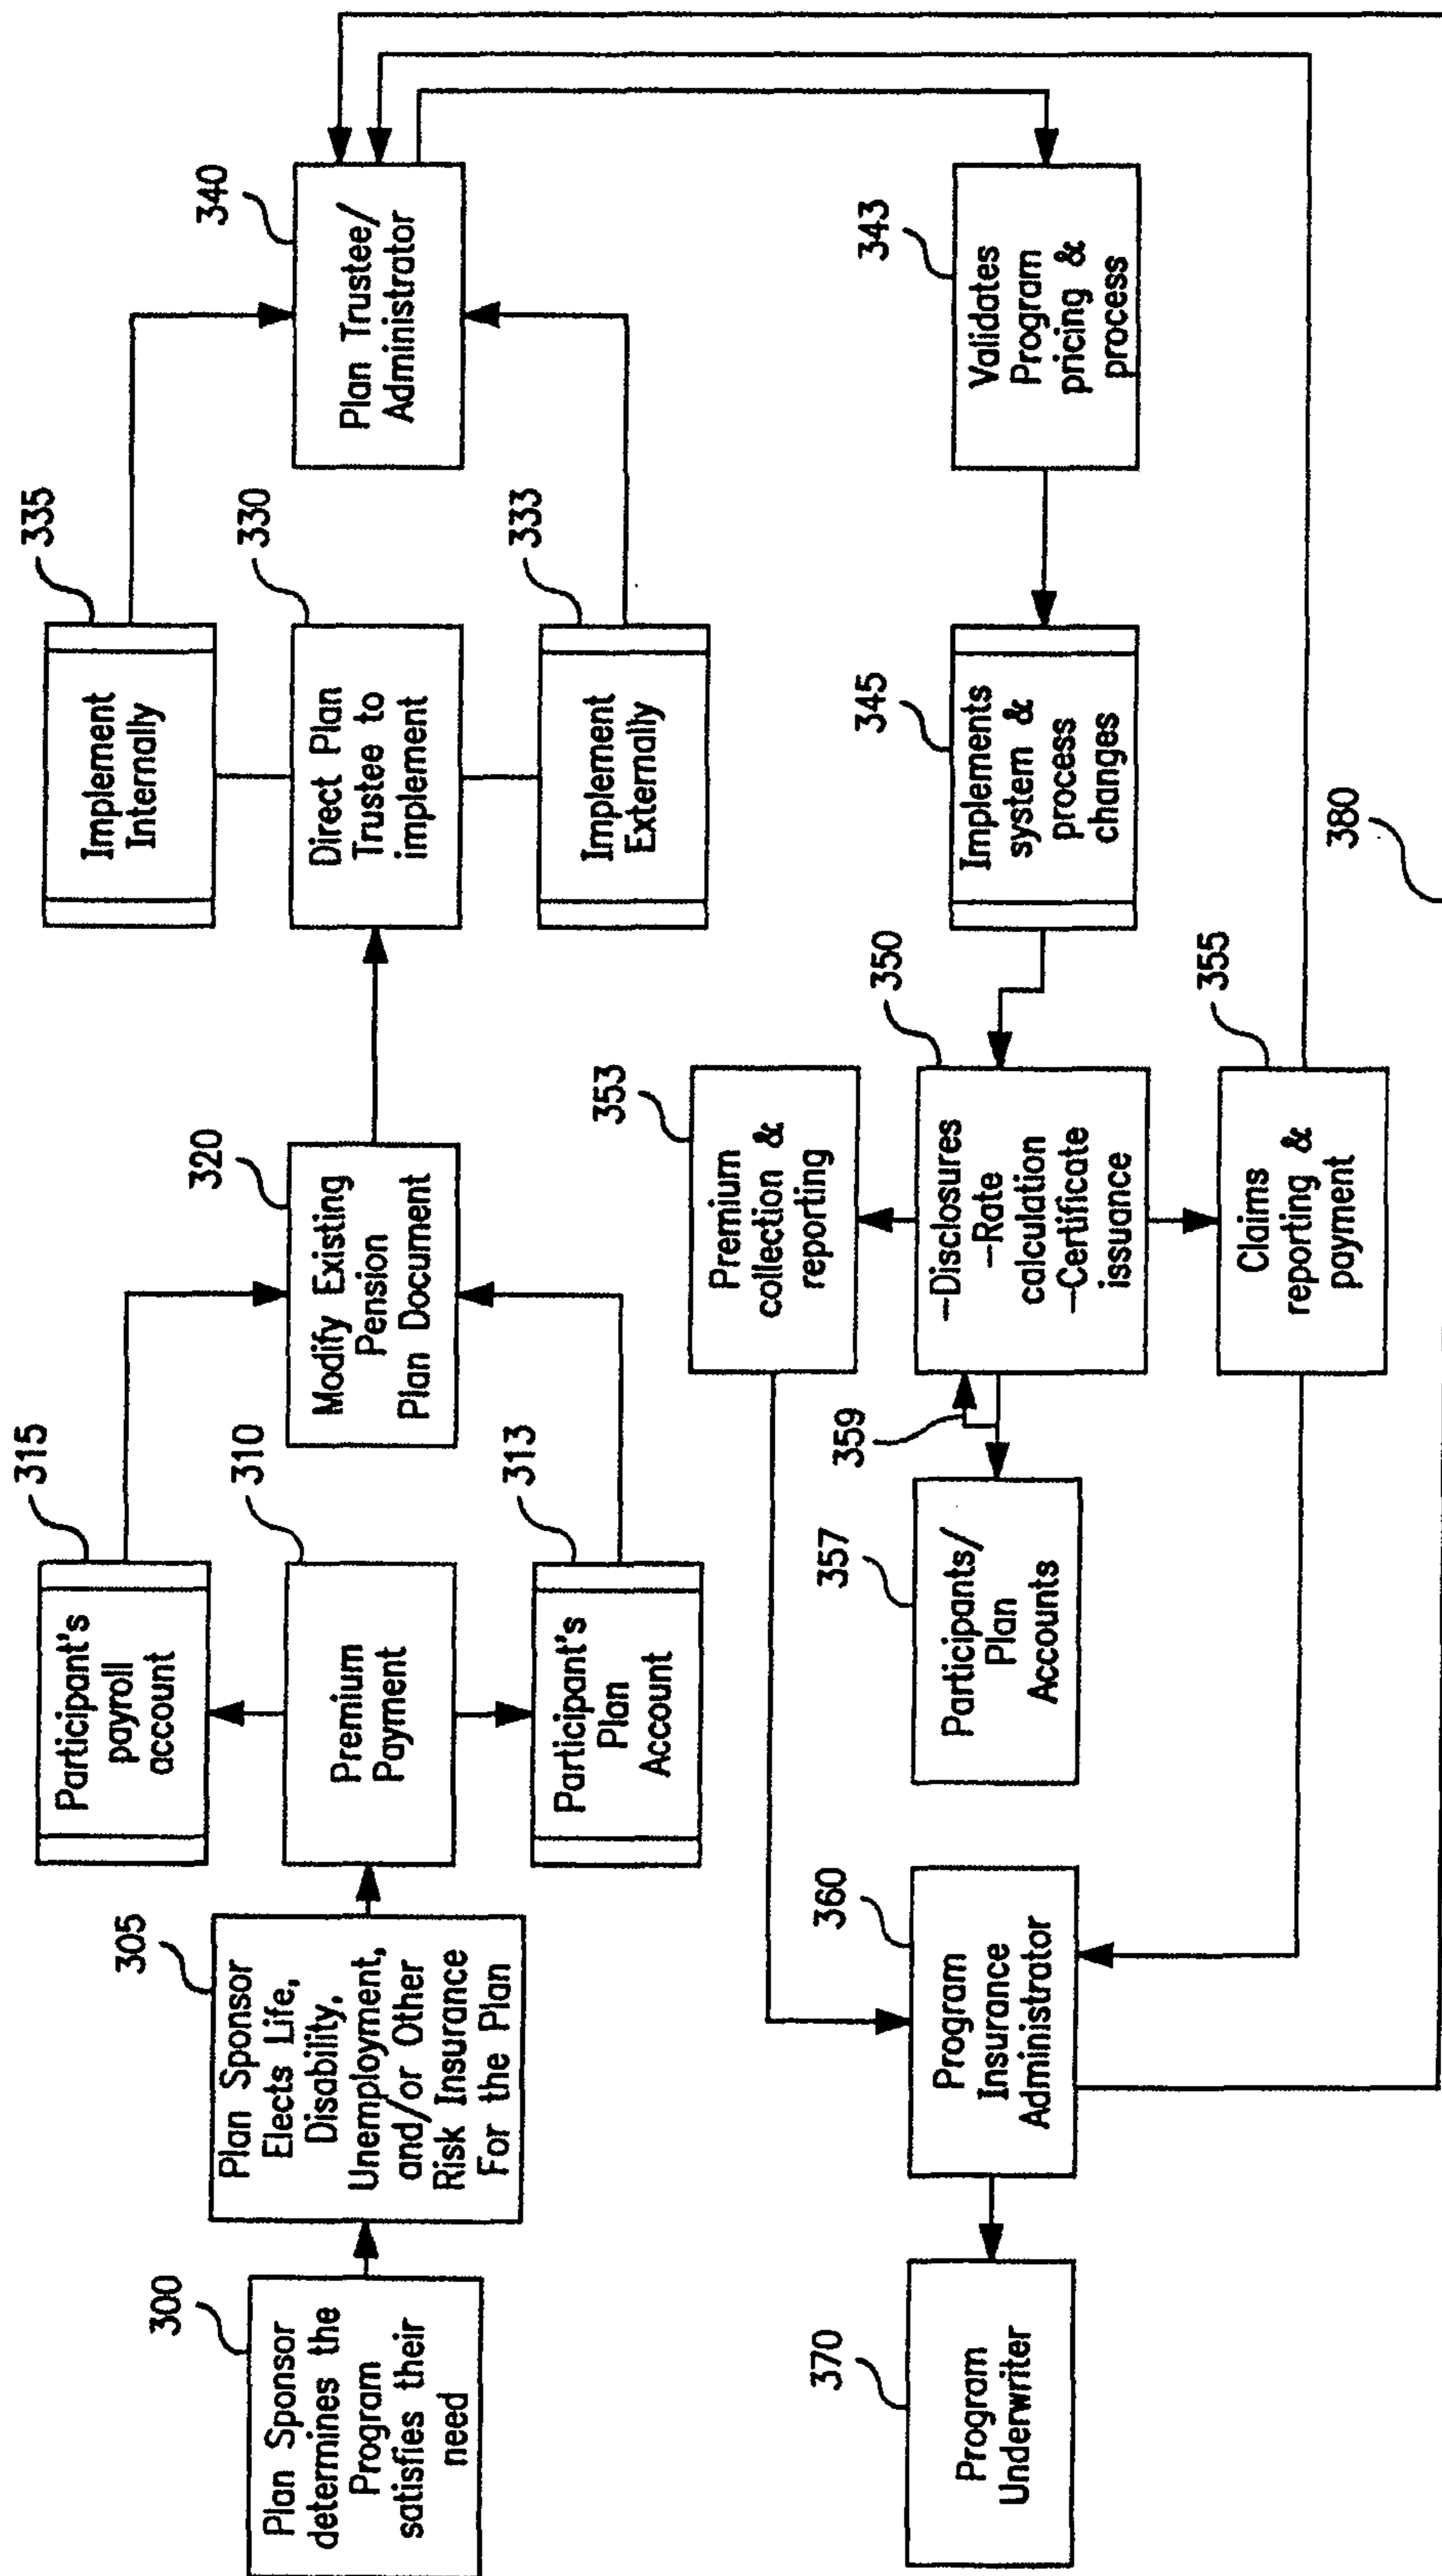 300
Plan Sponsor
determines the
Program
satisfies their
need
305
Plan Sponsor
Elects Life,
Disability,
Unemployment,
and/or Other
Risk Insurance
For the Plan
315
Participant's
payroll
account
310
Premium
Payment
313
Participant's
Plan
Account
320
Modify Existing
Pension
Plan Document
335
Implement
Internally
330
Direct Plan
Trustee to
implement
333
Implement
Externally
340
Plan Trustee/
Administrator
343
Validates
Program
pricing &
process
345
Implements
system &
process
changes
353
Premium
collection &
reporting
350
—Disclosures
—Rate
calculation
—Certificate
issuance
355
Claims
reporting &
payment
359
357
Participants/
Plan
Accounts
360
Program
Insurance
Administrator
370
Program
Underwriter
380